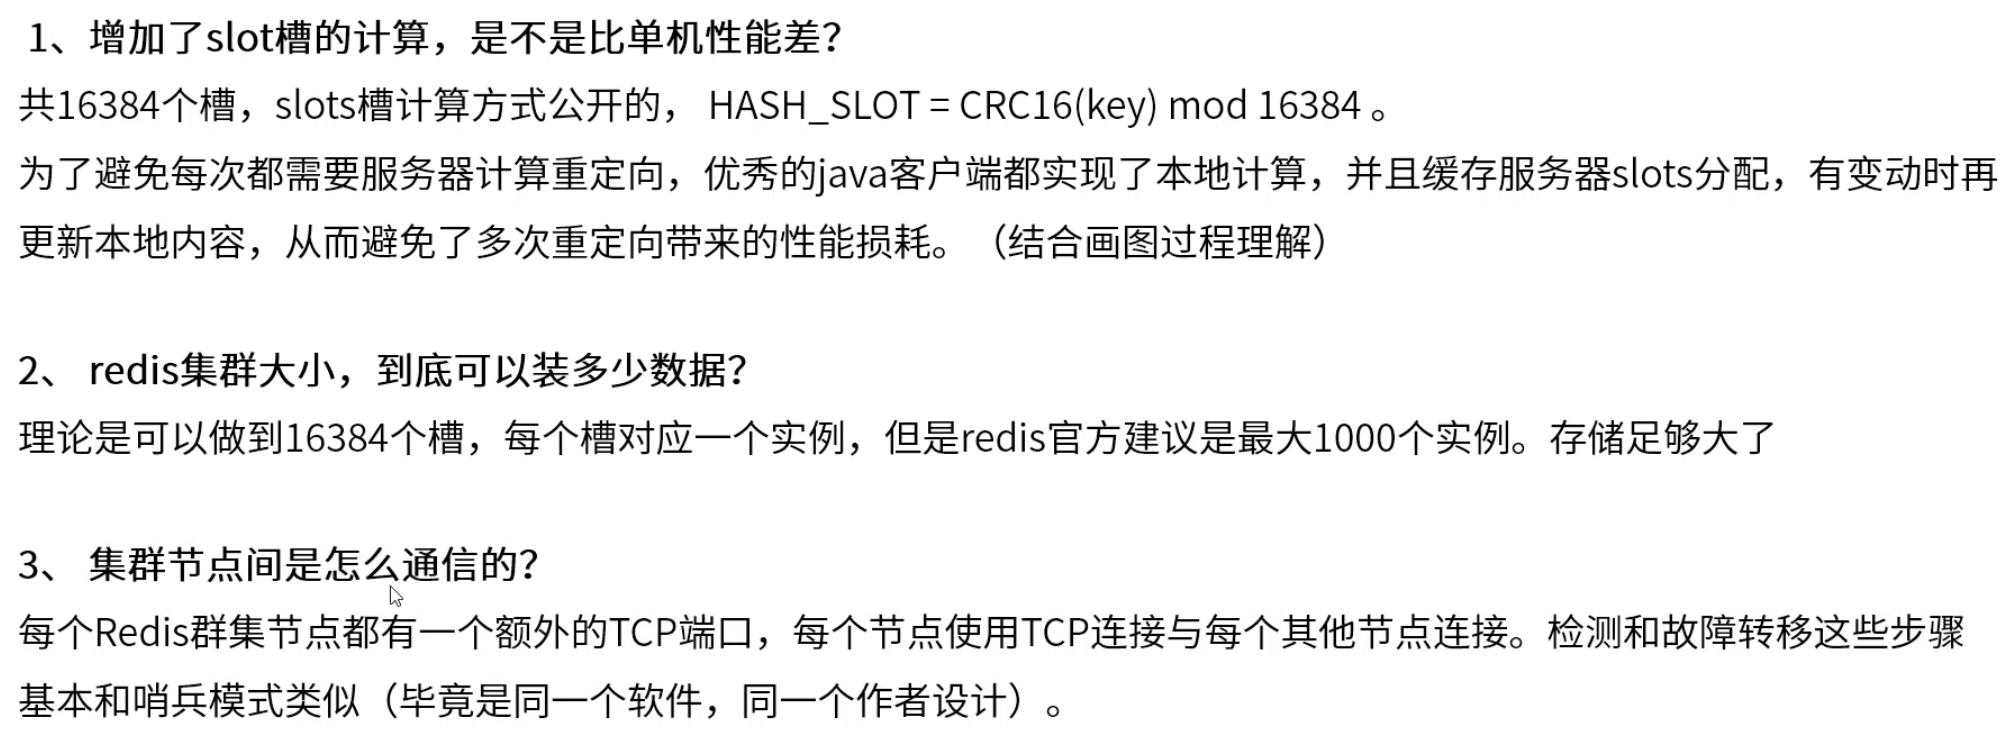 1、增加了slot槽的计算，是不是比单机性能差？
共16384个槽，slots槽计算方式公开的， HASH_SLOT = CRC16(key) mod 16384 。
为了避免每次都需要服务器计算重定向，优秀的java客户端都实现了本地计算，并且缓存服务器slots分配，有变动时再
更新本地内容，从而避免了多次重定向带来的性能损耗。（结合画图过程理解）
2、 redis集群大小，到底可以装多少数据？
理论是可以做到16384个槽，每个槽对应一个实例，但是redis官方建议是最大1000个实例。存储足够大了
3、 集群节点间是怎么通信的？
每个Redis群集节点都有一个额外的TCP端口，每个节点使用TCP连接与每个其他节点连接。检测和故障转移这些步骤
基本和哨兵模式类似（毕竟是同一个软件，同一个作者设计）。